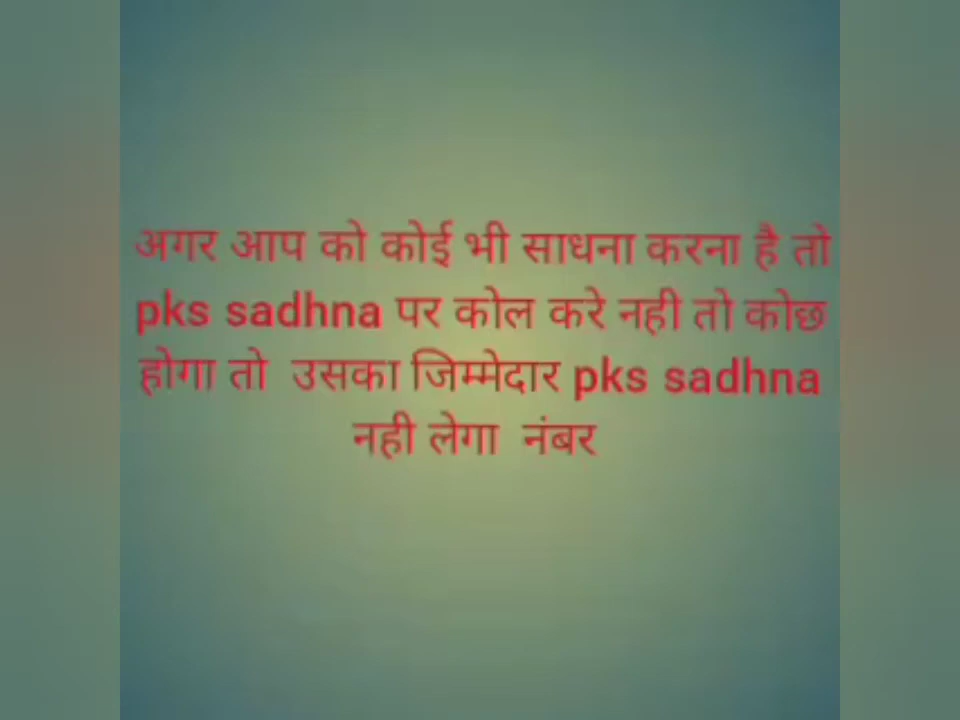 अगर आप को कोई भी साधना करना है तो
pks sadhna पर कोल करे नही तो कोछ
होगा तो उसका जिम्मेदार pks sadhna
नही लेगा नंबर